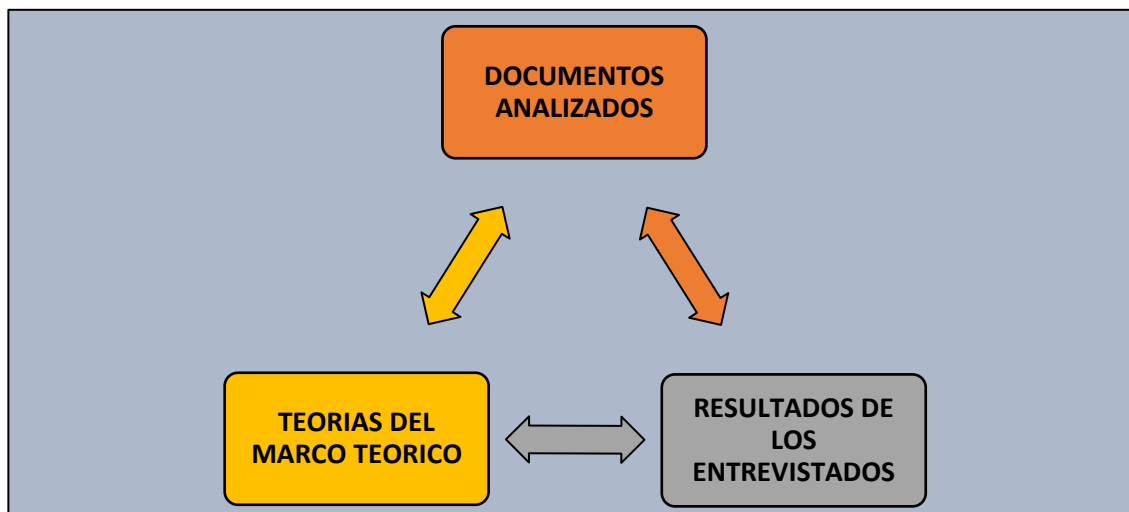 DOCUMENTOS
ANALIZADOS
TEORIAS DEL
MARCO TEORICO
RESULTADOS DE
LOS
ENTREVISTADOS